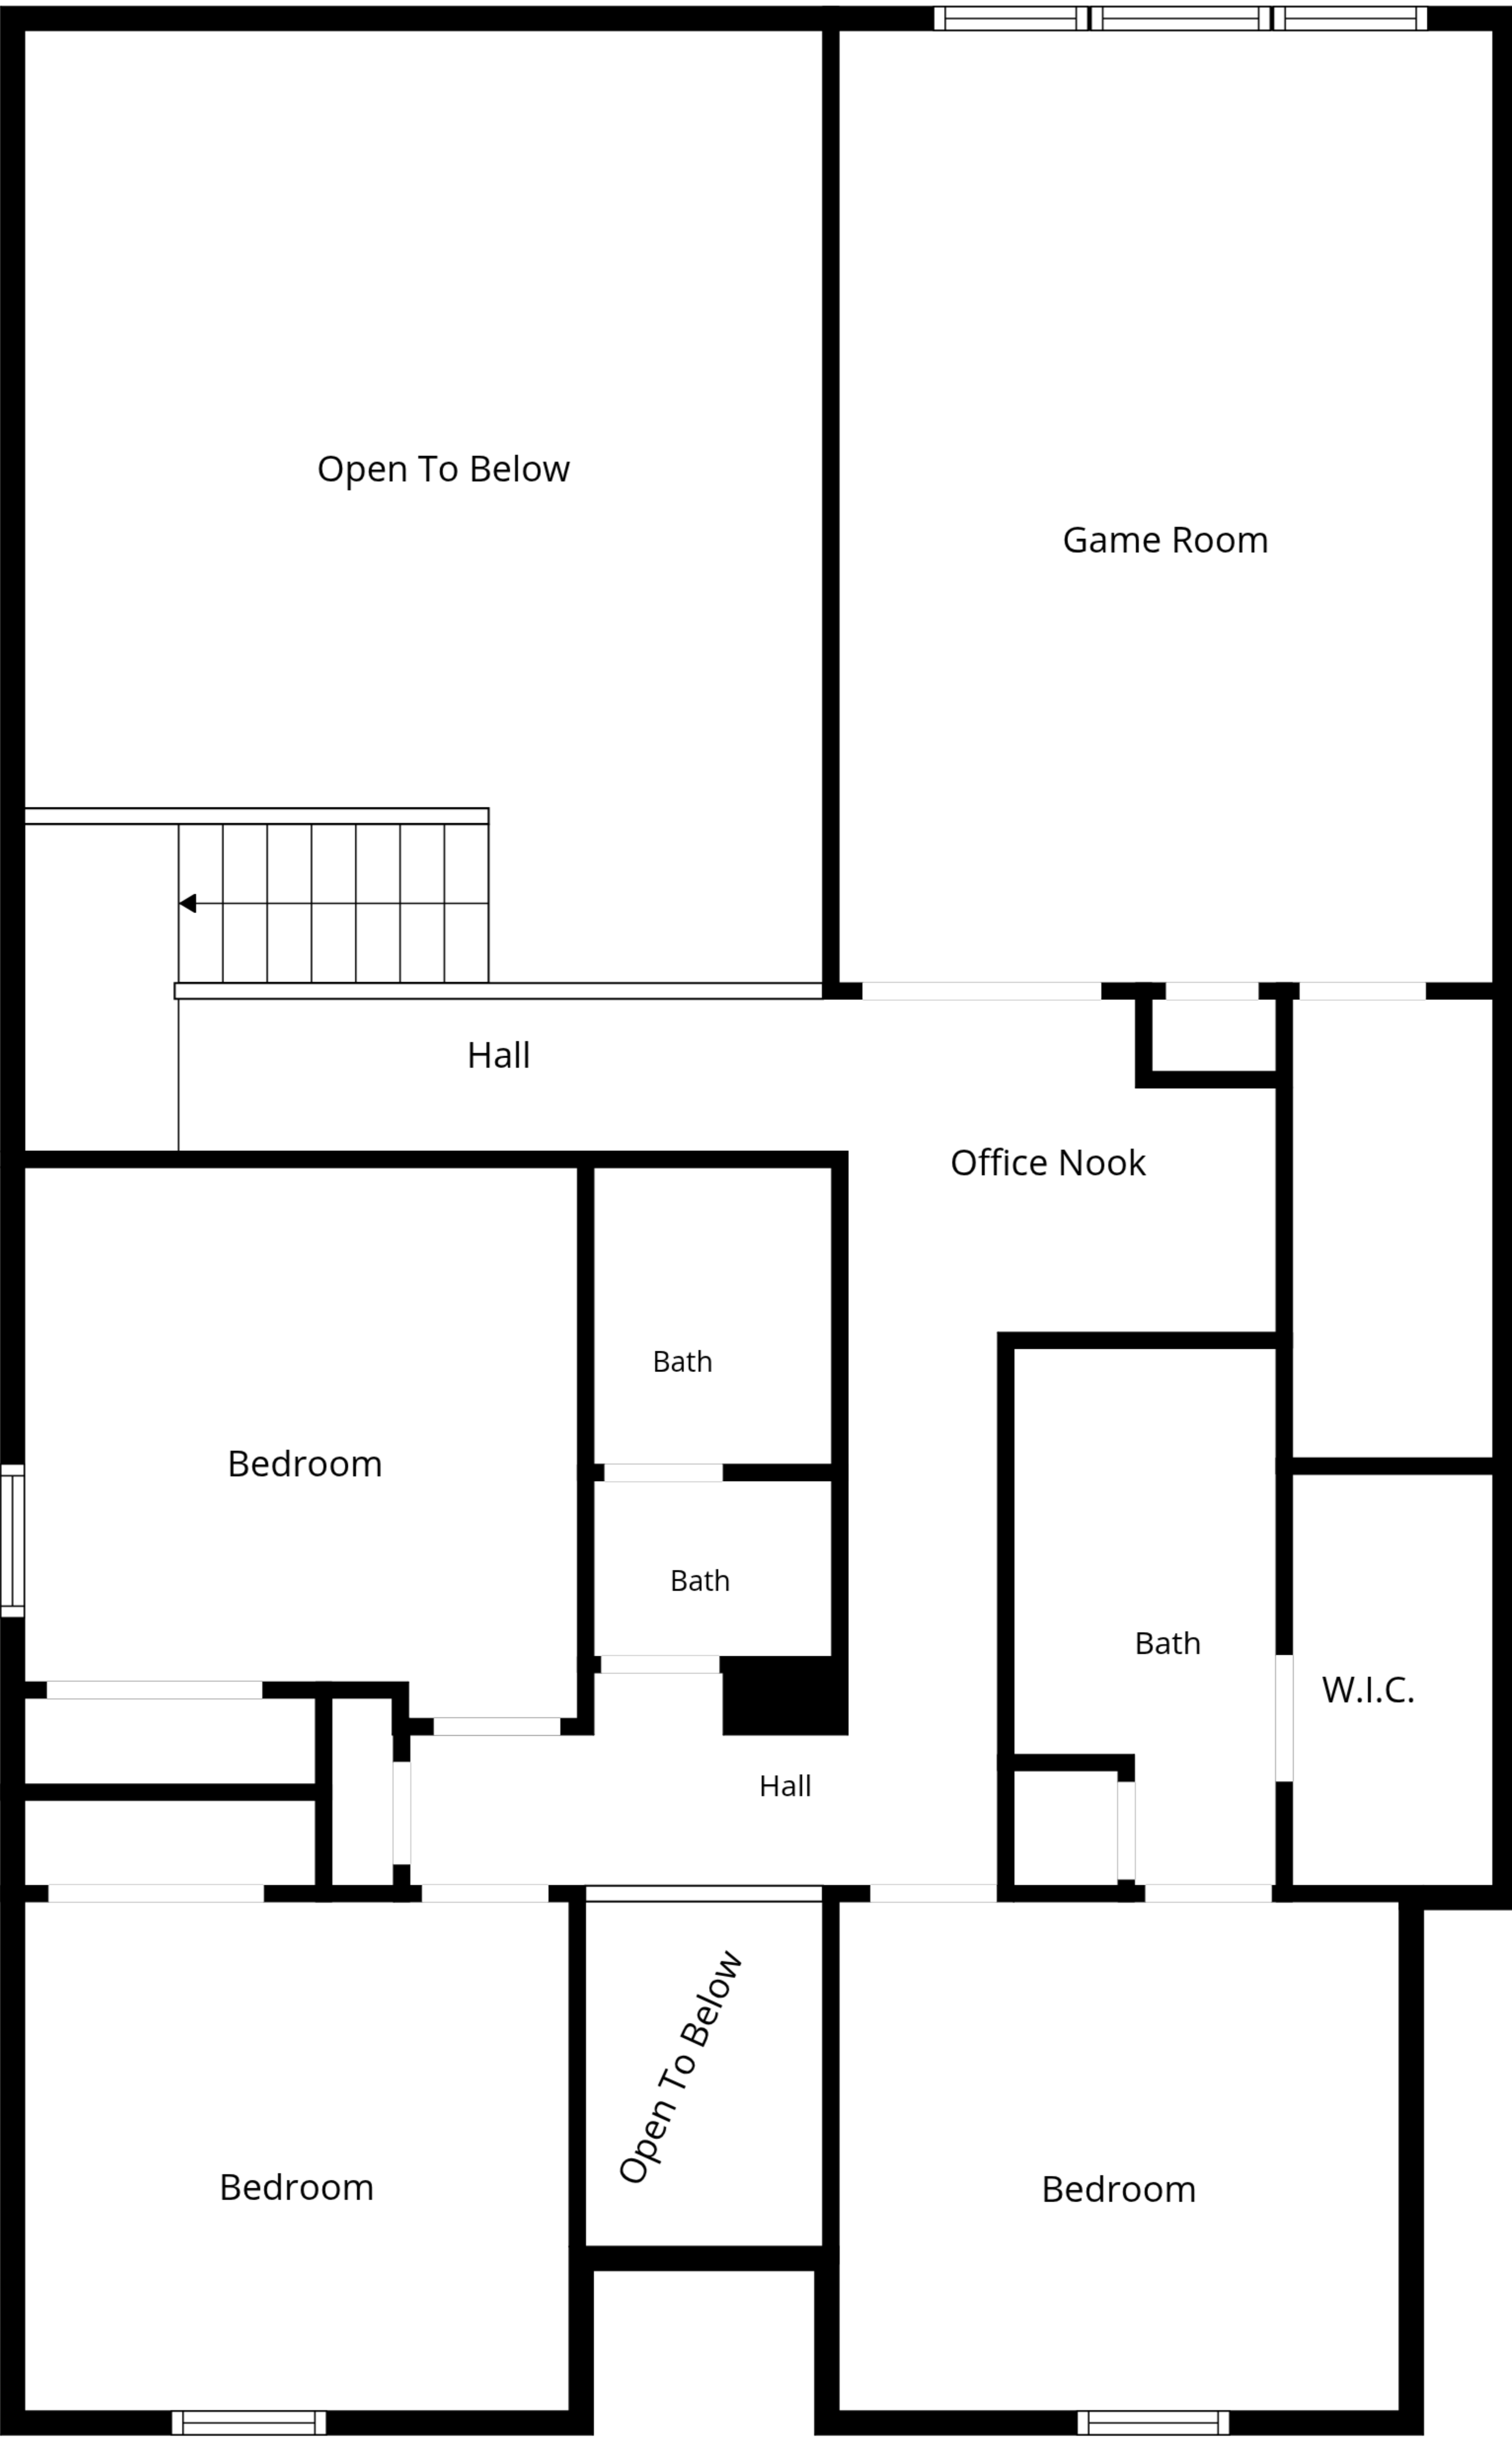 Open To Below
Game Room
Hall
Office Nook
Bath
Bedroom
Bath
Bath
W.I.C.
Hall
Open To Below
Bedroom
Bedroom